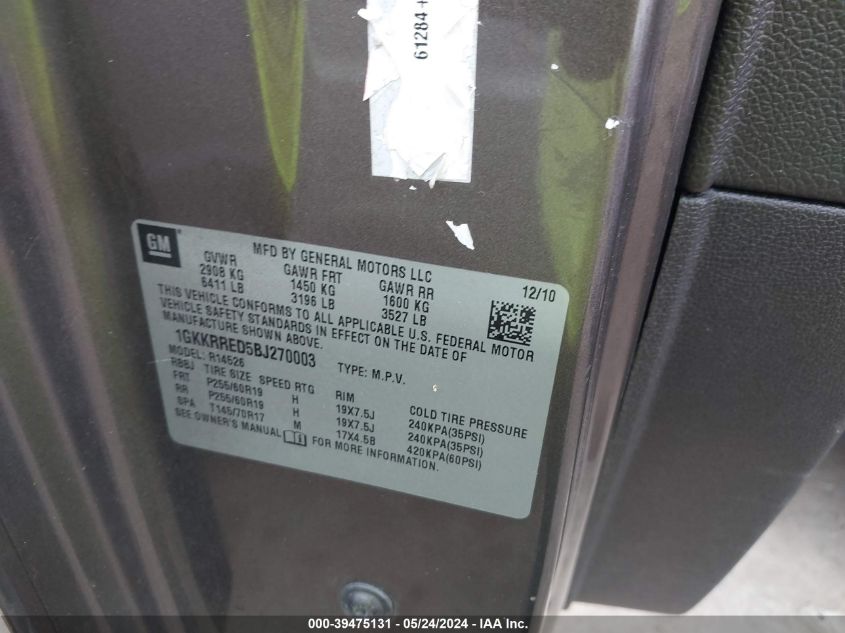 61284+
GM
MFD BY GENERAL MOTORS LLC
GVWR GAWR FRT GAWR RR 12/10
2908 KG 1450 KG 1600 KG
6411 LB 3196 LB 3527 LB
THIS VEHICLE CONFORMS TO ALL APPLICABLE U.S. FEDERAL MOTOR
VEHICLE SAFETY STANDARDS IN EFFECT ON THE DATE OF
MANUFACTURE SHOWN ABOVE.
1GKKRRED5BJ270003 TYPE: M.P.V.
MODEL: R14526
RBBJ TIRE SIZE SPEED RTG RIM COLD TIRE PRESSURE
FRT P255/60R19 H 19X7.5J 240KPA(35PSI)
RR P255/60R19 H 19X7.5J 240KPA(35PSI)
SPA T145/70R17 M 17X4.5B 420KPA(60PSI)
SEE OWNER'S MANUAL FOR MORE INFORMATION.
000-39475131 - 05/24/2024 - IAA Inc.